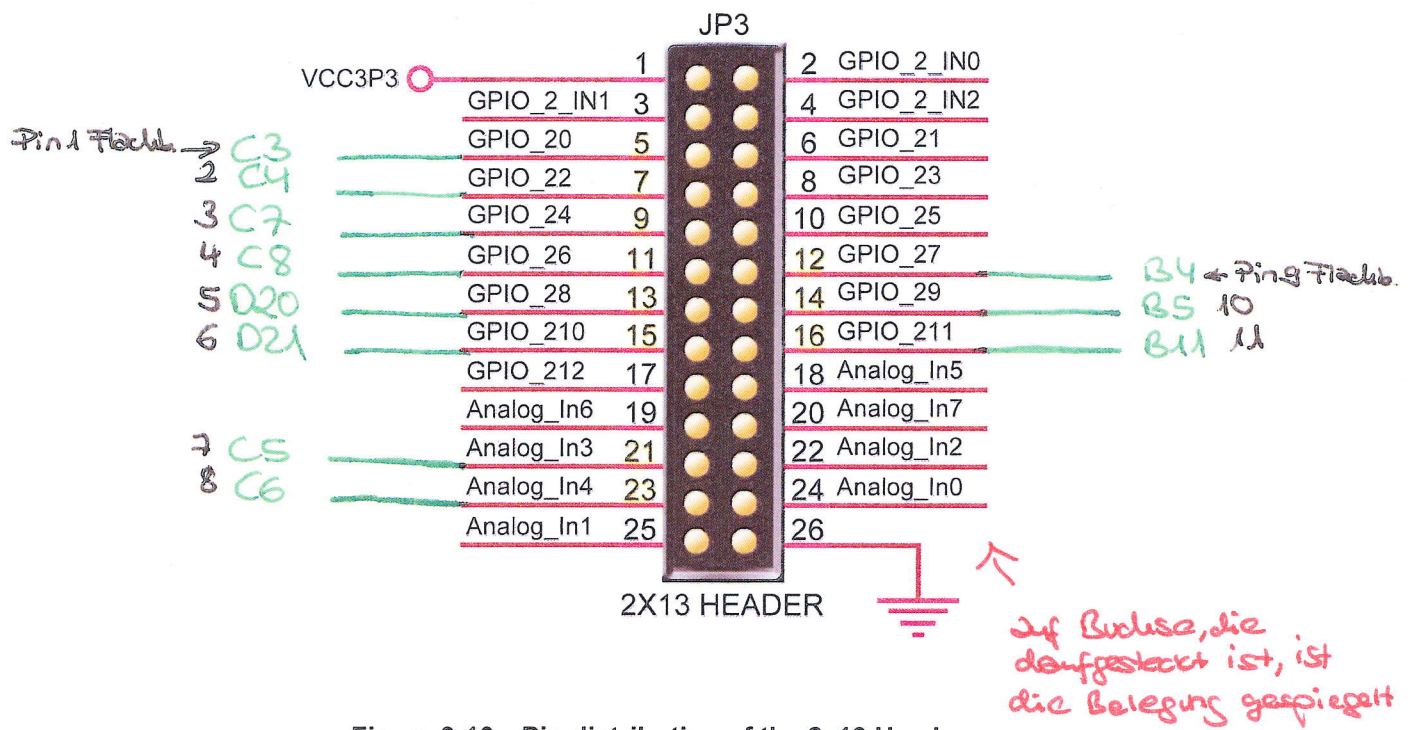 JP3
VCC3P3 1 2 GPIO_2_IN0
GPIO_2_IN1 3 4 GPIO_2_IN2
Pin 1 Flachb. → C3 GPIO_20 5 6 GPIO_21
2 C4 GPIO_22 7 8 GPIO_23
3 C7 GPIO_24 9 10 GPIO_25
4 C8 GPIO_26 11 12 GPIO_27 B4 ← Pin 9 Flachb.
5 D20 GPIO_28 13 14 GPIO_29 B5 10
6 D21 GPIO_210 15 16 GPIO_211 B11 11
GPIO_212 17 18 Analog_In5
Analog_In6 19 20 Analog_In7
7 C5 Analog_In3 21 22 Analog_In2
8 C6 Analog_In4 23 24 Analog_In0
Analog_In1 25 26
2X13 HEADER
auf Buchse, die
daraufgesteckt ist, ist
die Belegung gespiegelt